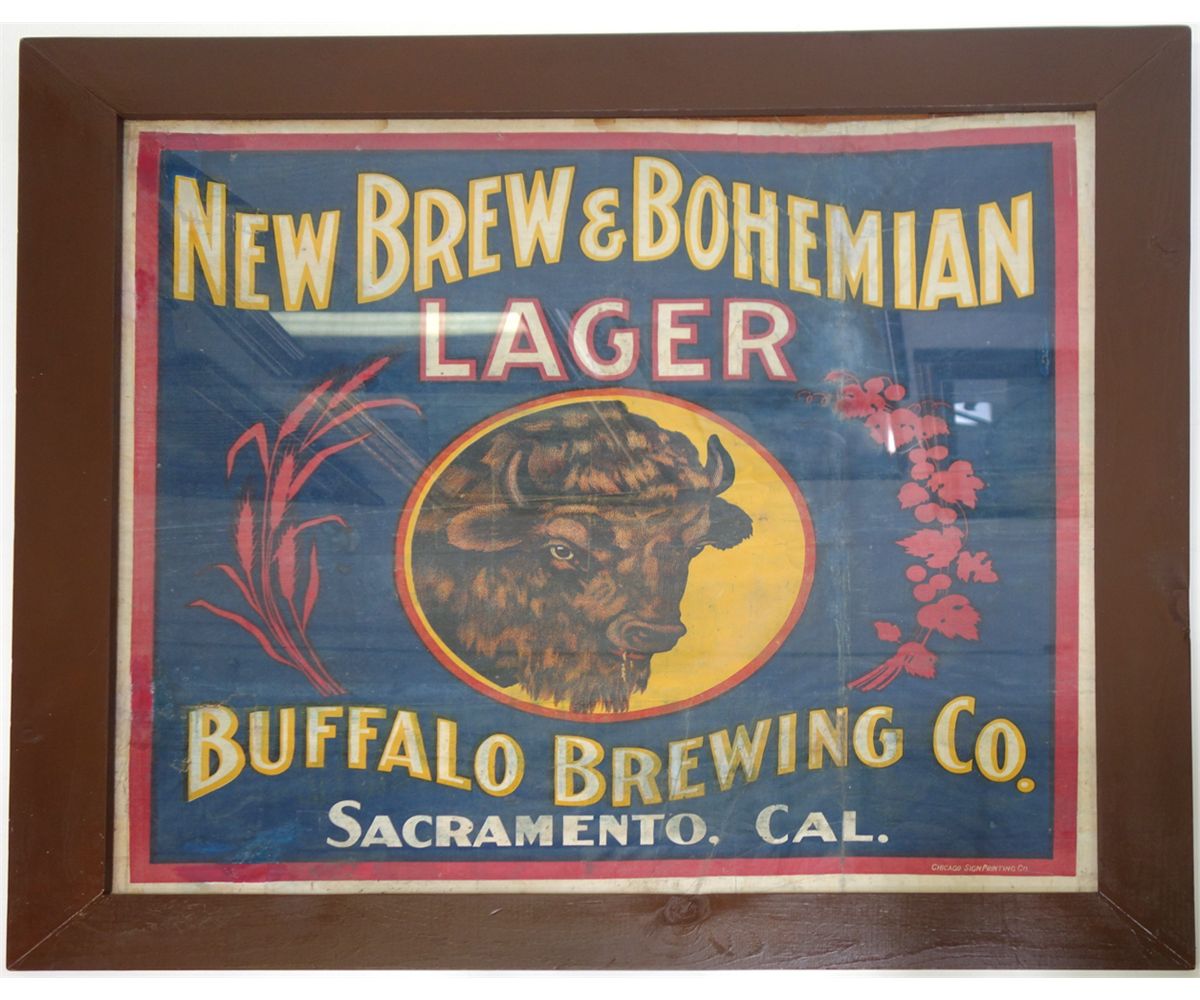 NEW BREW & BOHEMIAN
LAGER
BUFFALO BREWING CO.
SACRAMENTO, CAL.
CHICAGO SIGN PRINTING CO.